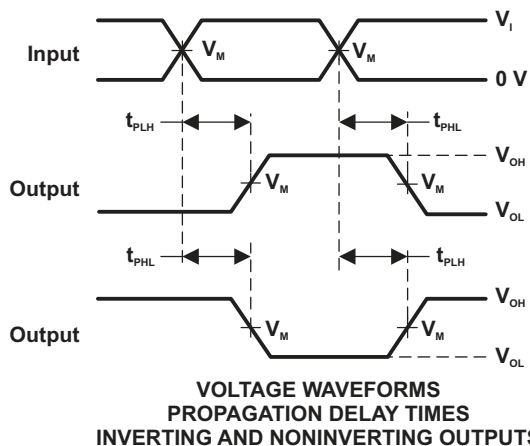 V_I
Input
V_M
V_M
0 V
t_PLH
t_PHL
V_OH
Output
V_M
V_M
V_OL
t_PHL
t_PLH
V_OH
Output
V_M
V_M
V_OL
VOLTAGE WAVEFORMS
PROPAGATION DELAY TIMES
INVERTING AND NONINVERTING OUTPUTS